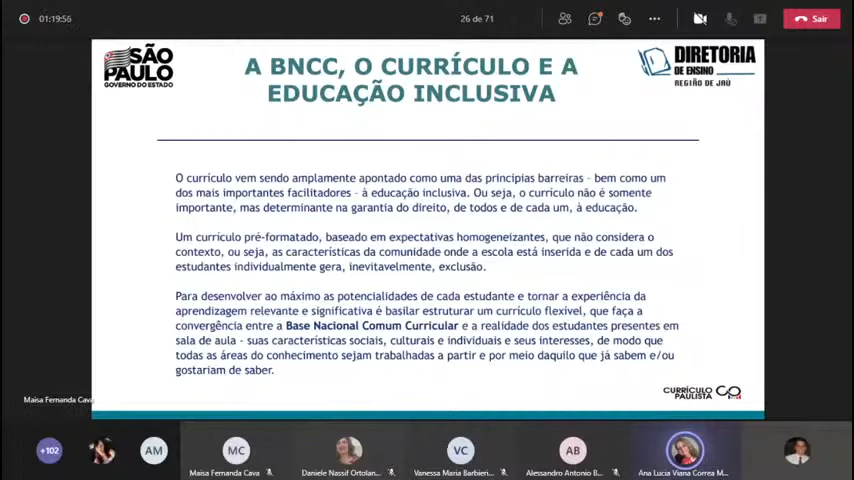 01:19:56
26 de 71
Sair
SÃO PAULO
GOVERNO DO ESTADO
DIRETORIA
DE ENSINO
REGIÃO DE JAÚ
A BNCC, O CURRÍCULO E A
EDUCAÇÃO INCLUSIVA
O currículo vem sendo amplamente apontado como uma das principias barreiras – bem como um
dos mais importantes facilitadores – à educação inclusiva. Ou seja, o currículo não é somente
importante, mas determinante na garantia do direito, de todos e de cada um, à educação.
Um currículo pré-formatado, baseado em expectativas homogeneizantes, que não considera o
contexto, ou seja, as características da comunidade onde a escola está inserida e de cada um dos
estudantes individualmente gera, inevitavelmente, exclusão.
Para desenvolver ao máximo as potencialidades de cada estudante e tornar a experiência da
aprendizagem relevante e significativa é basilar estruturar um currículo flexível, que faça a
convergência entre a Base Nacional Comum Curricular e a realidade dos estudantes presentes em
sala de aula – suas características sociais, culturais e individuais e seus interesses, de modo que
todas as áreas do conhecimento sejam trabalhadas a partir e por meio daquilo que já sabem e/ou
gostariam de saber.
CURRÍCULO
PAULISTA
Maisa Fernanda Cava
+102
AM
MC
VC
AB
Maisa Fernanda Cava
Daniele Nassif Ortolan...
Vanessa Maria Barbieri...
Alessandro Antonio B...
Ana Lucia Viana Correa M...